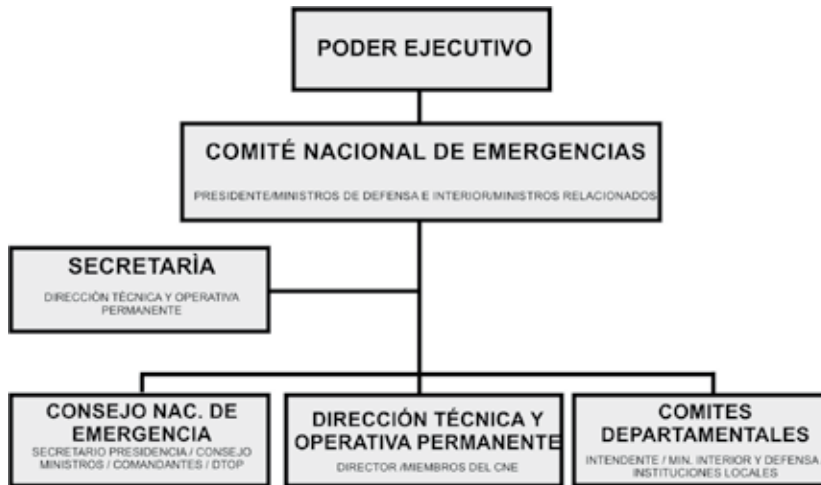 PODER EJECUTIVO
COMITÉ NACIONAL DE EMERGENCIAS
PRESIDENTE/MINISTROS DE DEFENSA E INTERIOR/MINISTROS RELACIONADOS
SECRETARÌA
DIRECCIÓN TÉCNICA Y OPERATIVA
PERMANENTE
CONSEJO NAC. DE
EMERGENCIA
SECRETARIO PRESIDENCIA / CONSEJO
MINISTROS / COMANDANTES / DTOP
DIRECCIÓN TÉCNICA Y
OPERATIVA PERMANENTE
DIRECTOR /MIEMBROS DEL CNE
COMITES
DEPARTAMENTALES
INTENDENTE / MIN. INTERIOR Y DEFENSA /
INSTITUCIONES LOCALES